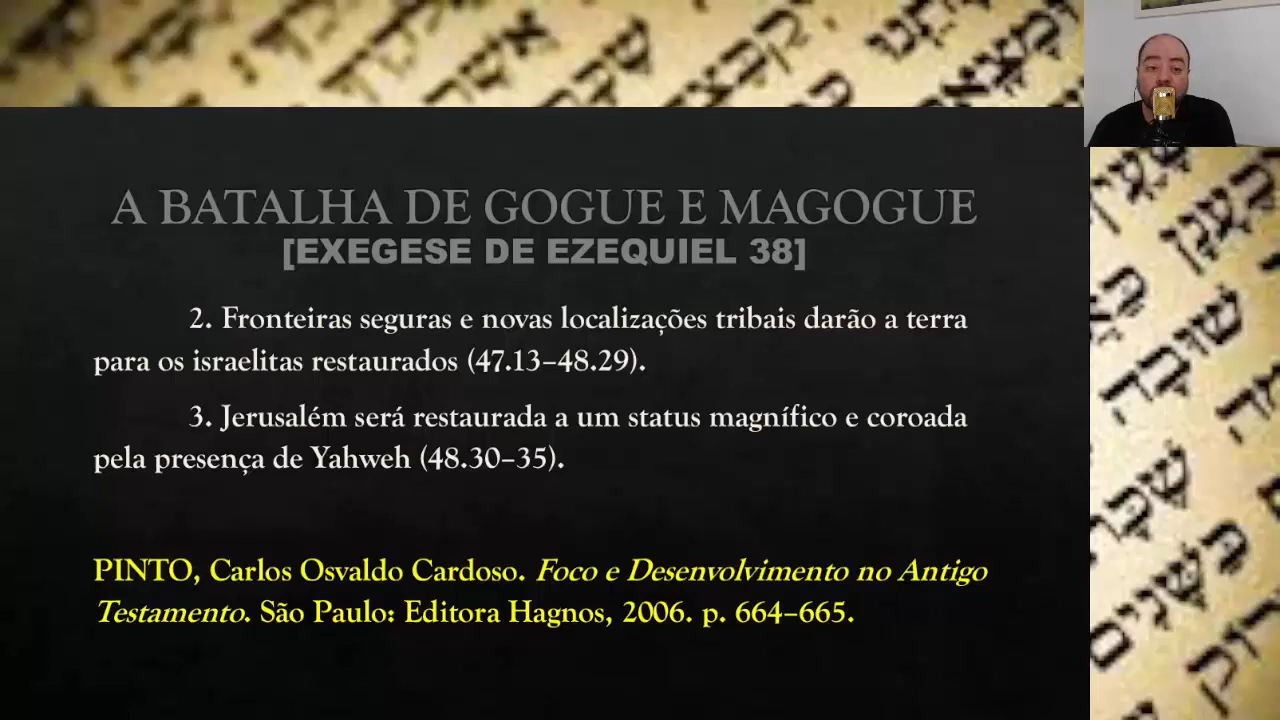 A BATALHA DE GOGUE E MAGOGUE
[EXEGESE DE EZEQUIEL 38]
2. Fronteiras seguras e novas localizações tribais darão a terra
para os israelitas restaurados (47.13–48.29).
3. Jerusalém será restaurada a um status magnífico e coroada
pela presença de Yahweh (48.30–35).
PINTO, Carlos Osvaldo Cardoso. Foco e Desenvolvimento no Antigo
Testamento. São Paulo: Editora Hagnos, 2006. p. 664–665.